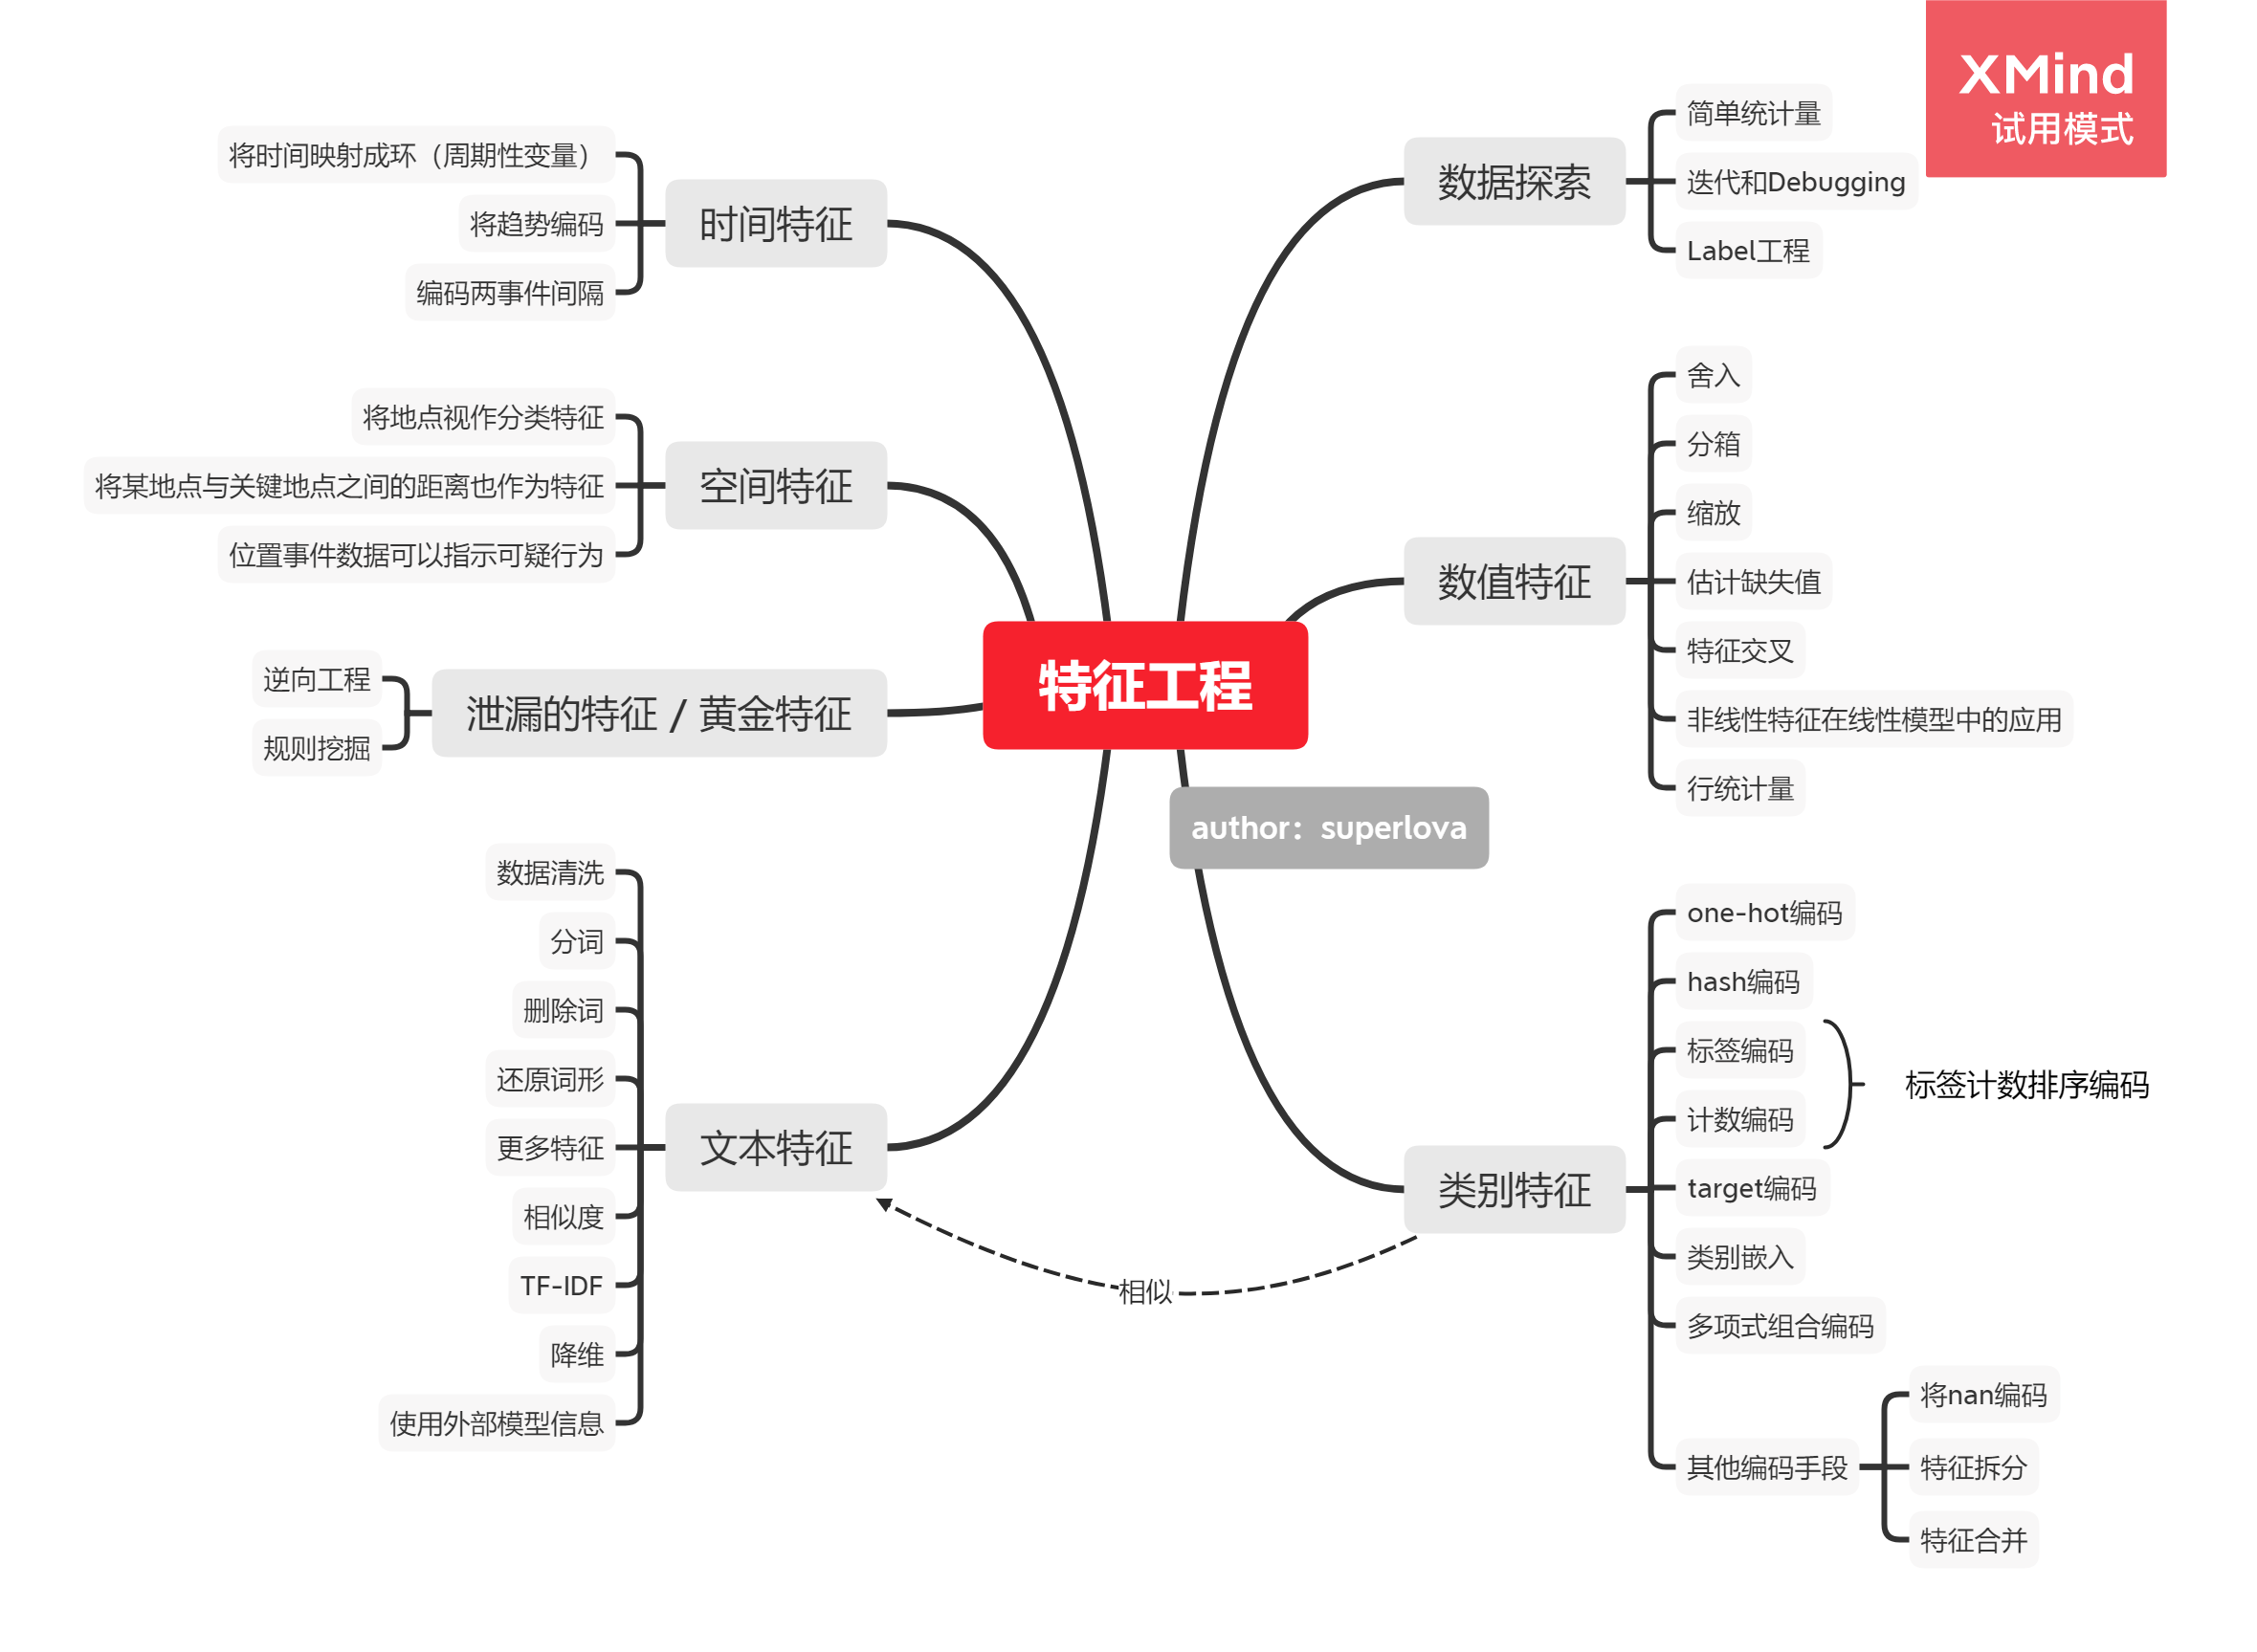 XMind
试用模式
特征工程
author：superlova
数据探索
简单统计量
迭代和Debugging
Label工程
数值特征
舍入
分箱
缩放
估计缺失值
特征交叉
非线性特征在线性模型中的应用
行统计量
类别特征
one-hot编码
hash编码
标签编码
计数编码
标签计数排序编码
target编码
类别嵌入
多项式组合编码
其他编码手段
将nan编码
特征拆分
特征合并
相似
时间特征
将时间映射成环（周期性变量）
将趋势编码
编码两事件间隔
空间特征
将地点视作分类特征
将某地点与关键地点之间的距离也作为特征
位置事件数据可以指示可疑行为
泄漏的特征 / 黄金特征
逆向工程
规则挖掘
文本特征
数据清洗
分词
删除词
还原词形
更多特征
相似度
TF-IDF
降维
使用外部模型信息